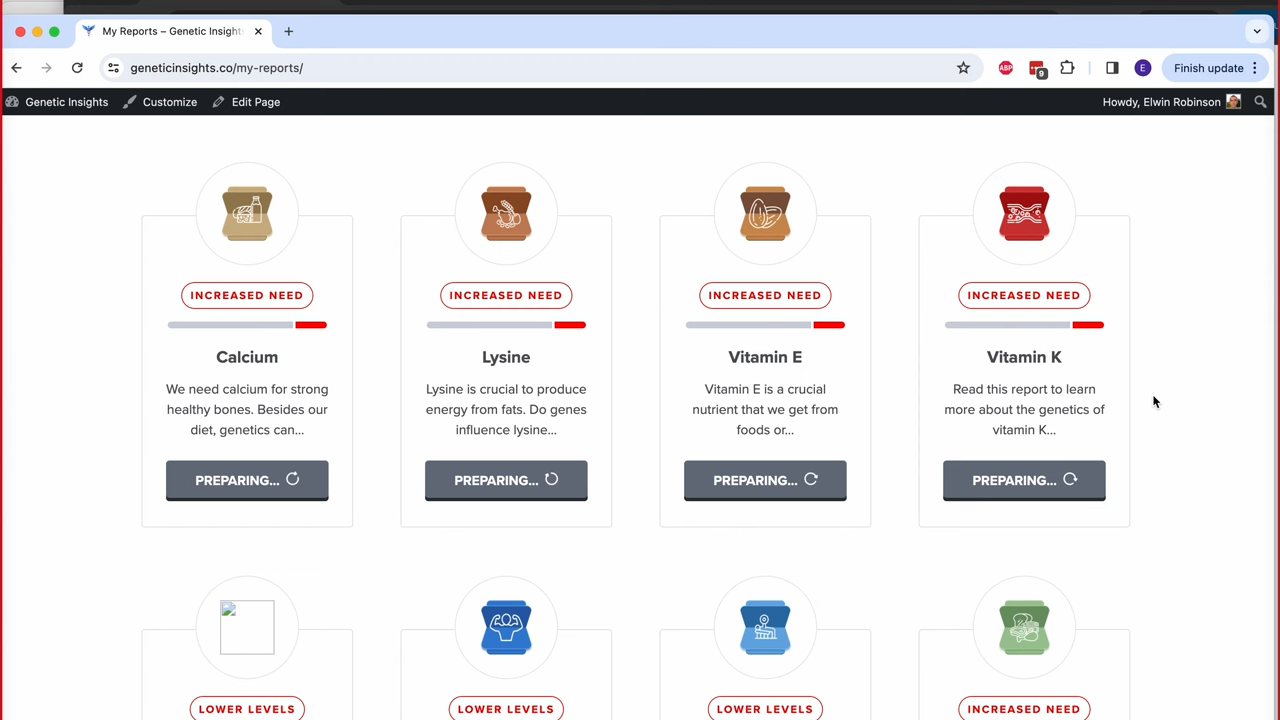 My Reports – Genetic Insight
geneticinsights.co/my-reports/
ABP
9
E
Finish update
Genetic Insights
Customize
Edit Page
Howdy, Elwin Robinson
INCREASED NEED
Calcium
We need calcium for strong
healthy bones. Besides our
diet, genetics can...
PREPARING...
INCREASED NEED
Lysine
Lysine is crucial to produce
energy from fats. Do genes
influence lysine...
PREPARING...
INCREASED NEED
Vitamin E
Vitamin E is a crucial
nutrient that we get from
foods or...
PREPARING...
INCREASED NEED
Vitamin K
Read this report to learn
more about the genetics of
vitamin K...
PREPARING...
LOWER LEVELS
LOWER LEVELS
LOWER LEVELS
INCREASED NEED